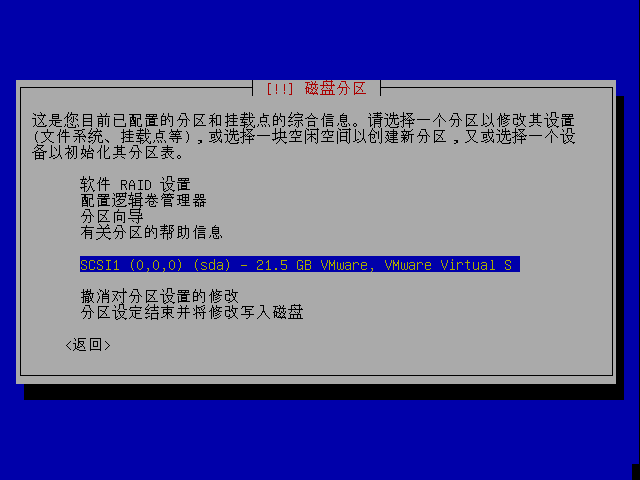 [!!] 磁盘分区
这是您目前已配置的分区和挂载点的综合信息。请选择一个分区以修改其设置
(文件系统、挂载点等)，或选择一块空闲空间以创建新分区，又或选择一个设
备以初始化其分区表。
软件 RAID 设置
配置逻辑卷管理器
分区向导
有关分区的帮助信息
SCSI1 (0,0,0) (sda) - 21.5 GB VMware, VMware Virtual S
撤消对分区设置的修改
分区设定结束并将修改写入磁盘
<返回>